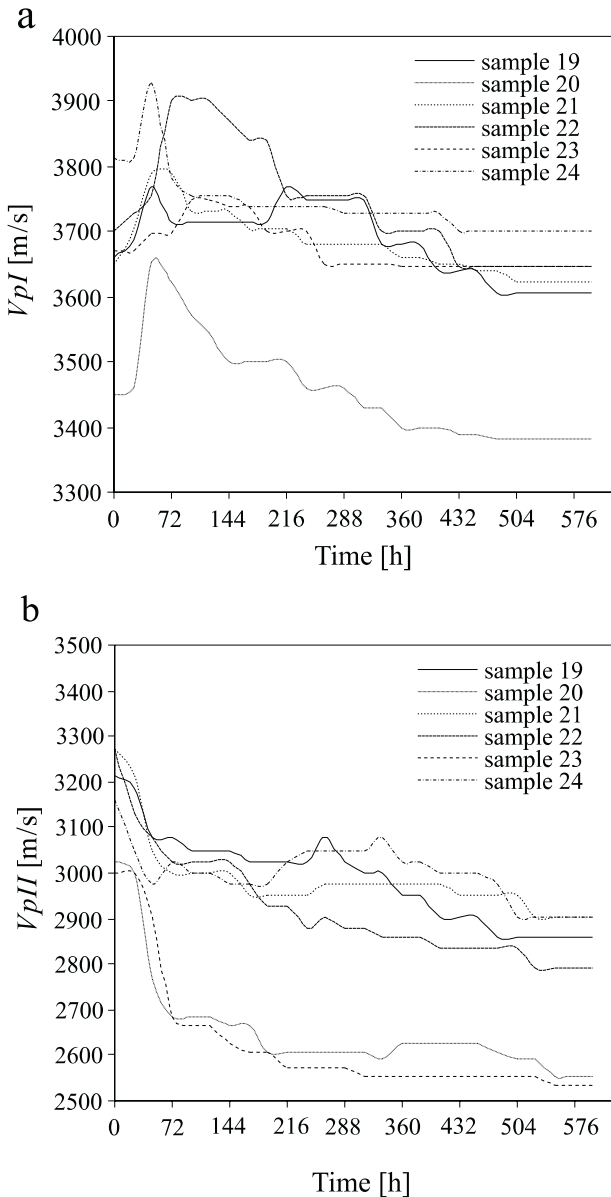 a
4000
3900
3800
3700
3600
3500
3400
3300
VpI [m/s]
sample 19
sample 20
sample 21
sample 22
sample 23
sample 24
0 72 144 216 288 360 432 504 576
Time [h]
b
3500
3400
3300
3200
3100
3000
2900
2800
2700
2600
2500
VpII [m/s]
sample 19
sample 20
sample 21
sample 22
sample 23
sample 24
0 72 144 216 288 360 432 504 576
Time [h]